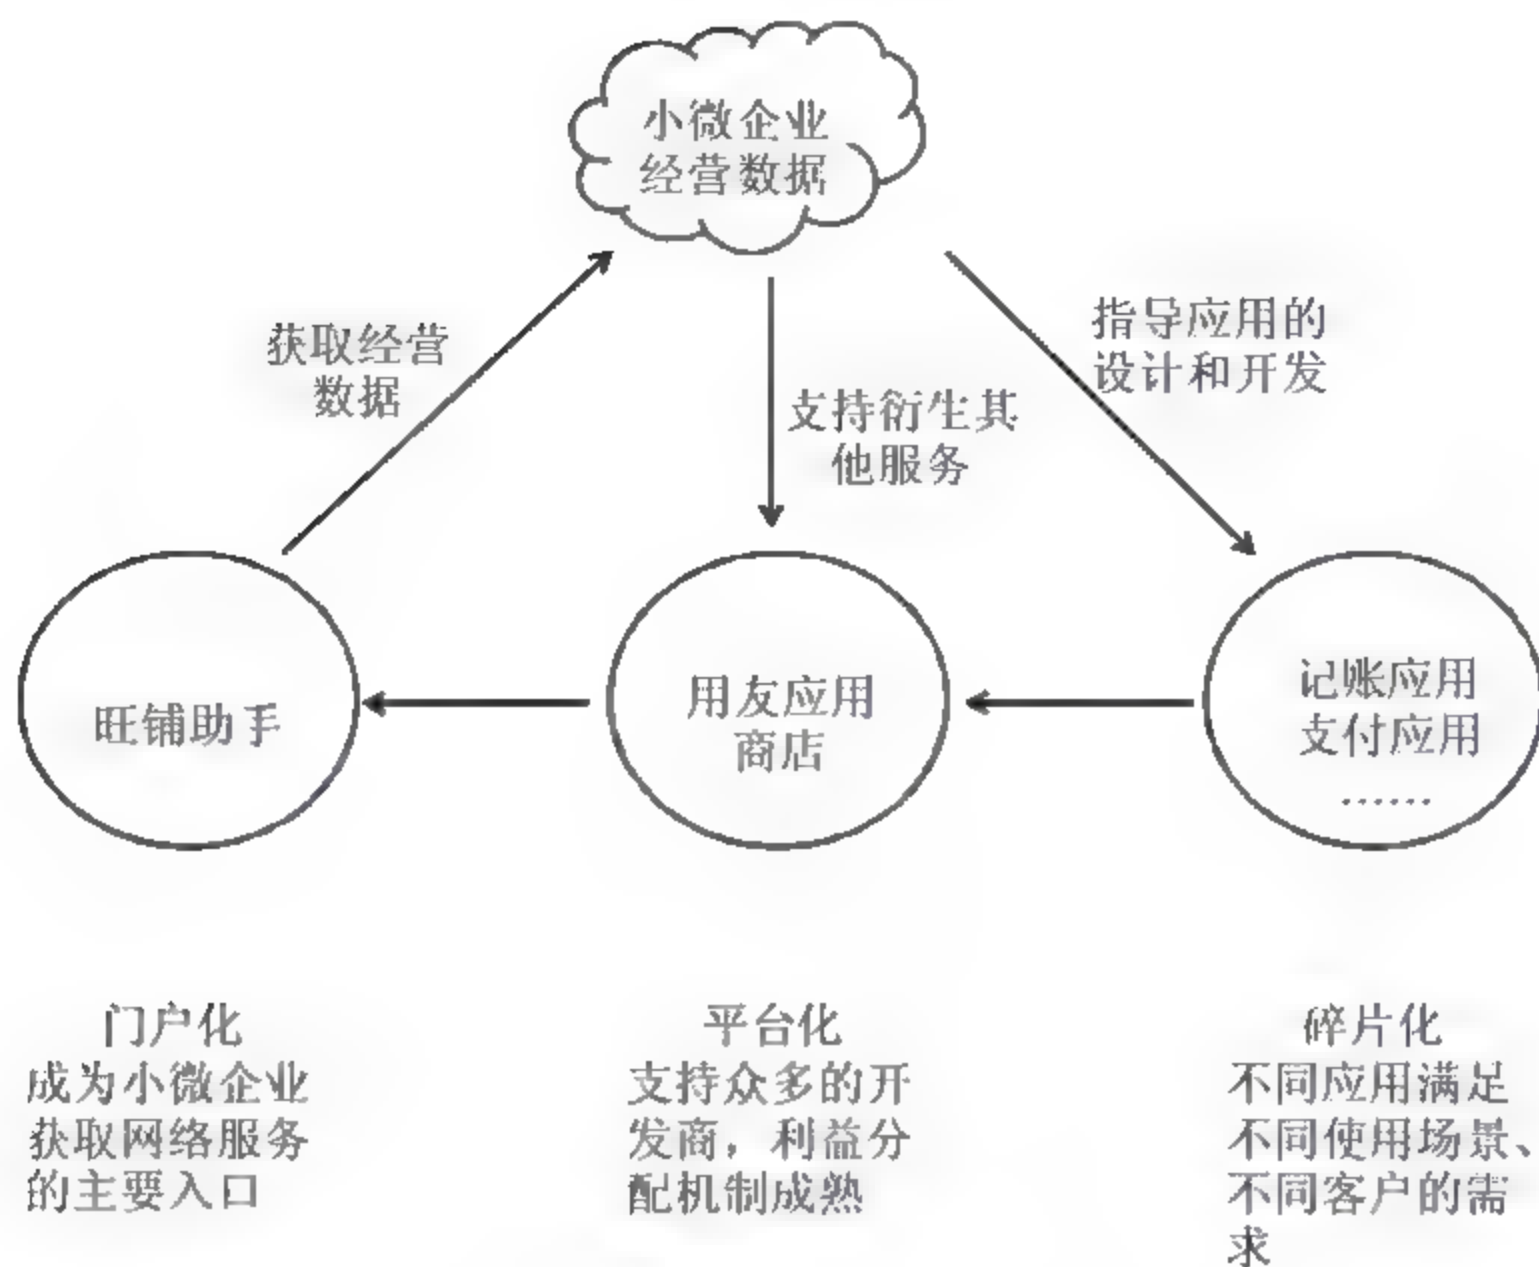 小微企业
经营数据
获取经营
数据
支持衍生其
他服务
指导应用的
设计和开发
旺铺助手
用友应用
商店
记账应用
支付应用
……
门户化
成为小微企业
获取网络服务
的主要入口
平台化
支持众多的开
发商，利益分
配机制成熟
碎片化
不同应用满足
不同使用场景、
不同客户的需
求